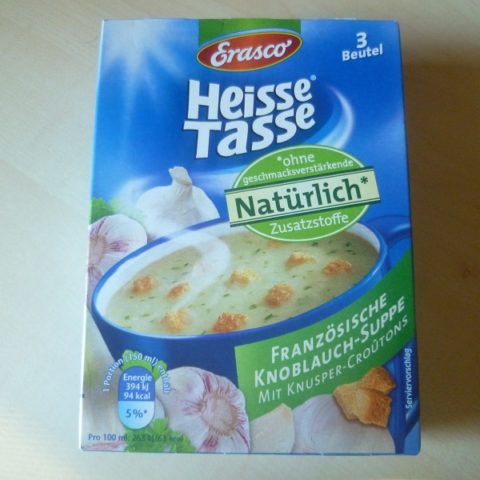 Erasco
3
Beutel
Heisse
Tasse
*ohne
geschmacksverstärkende
Natürlich*
Zusatzstoffe
Französische
Knoblauch-Suppe
Mit Knusper-Croûtons
Serviervorschlag
1 Portion (150 ml) enthält
Energie
394 kJ
94 kcal
5%*
Pro 100 ml: